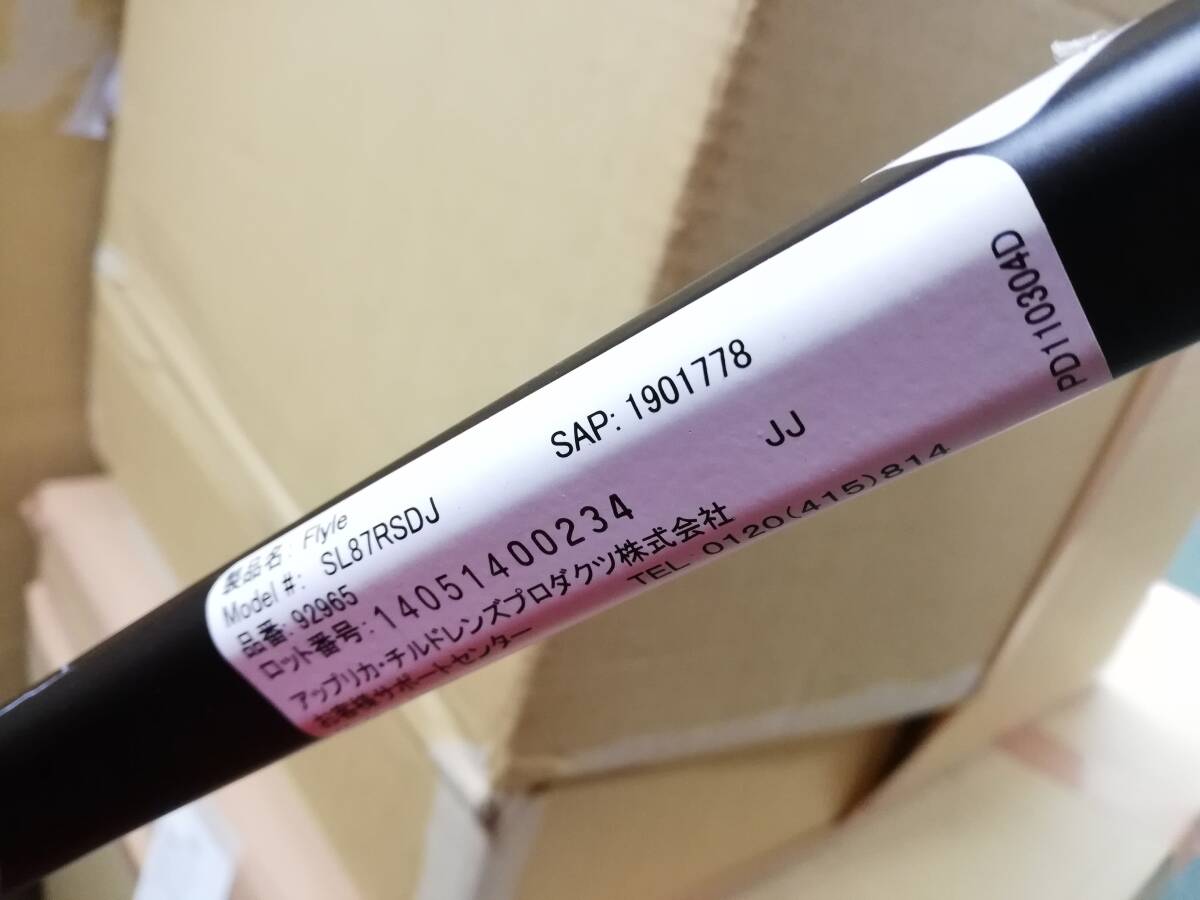 製品名: Flyle
Model #: SL87RSDJ
SAP: 1901778
品番: 92965
ロット番号: 14051400234
JJ
アップリカ・チルドレンズプロダクツ株式会社
お客様サポートセンター TEL 0120(415)814
PD110304D